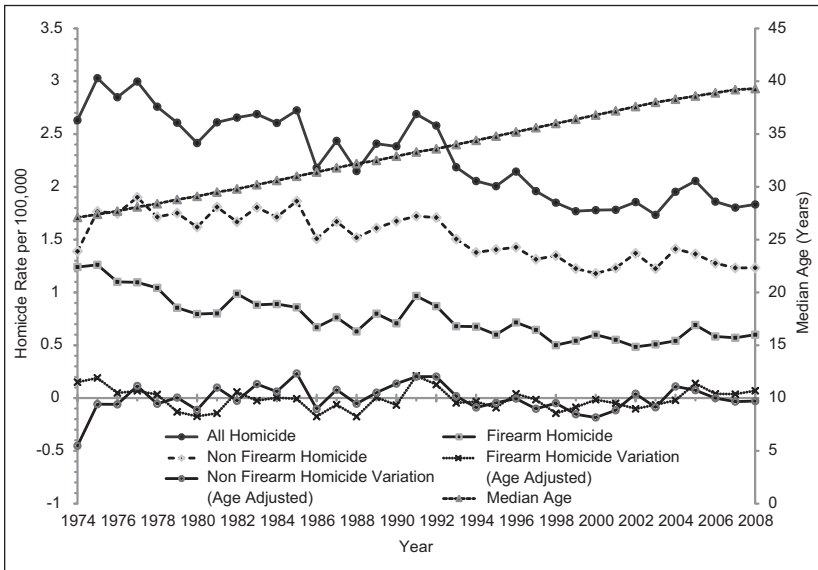 3.5
3
2.5
2
1.5
1
0.5
0
-0.5
-1
Homicde Rate per 100,000
45
40
35
30
25
20
15
10
5
0
Median Age (Years)
All Homicide
Firearm Homicide
Non Firearm Homicide
Firearm Homicide Variation
(Age Adjusted)
Non Firearm Homicide Variation
(Age Adjusted)
Median Age
1974 1976 1978 1980 1982 1984 1986 1988 1990 1992 1994 1996 1998 2000 2002 2004 2006 2008
Year